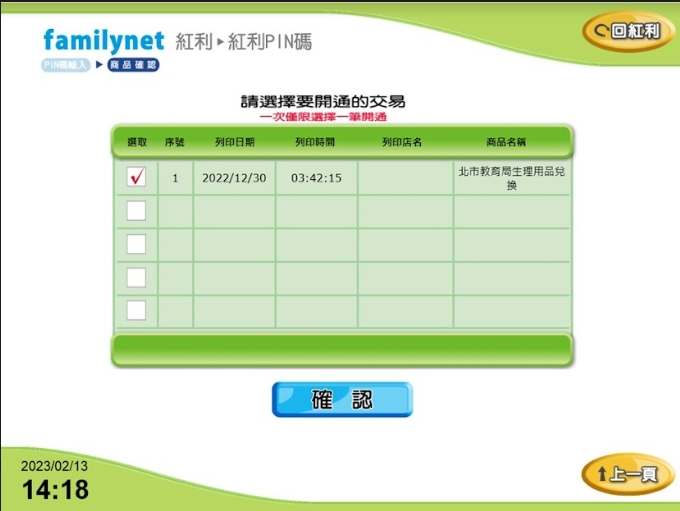 familynet 紅利▶紅利PIN碼
回紅利
PIN碼輸入 ▶ 商品確認
請選擇要開通的交易
一次僅限選擇一筆開通
選取 序號 列印日期 列印時間 列印店名 商品名稱
1 2022/12/30 03:42:15 北市教育局生理用品兌
換
確認
2023/02/13
14:18
上一頁